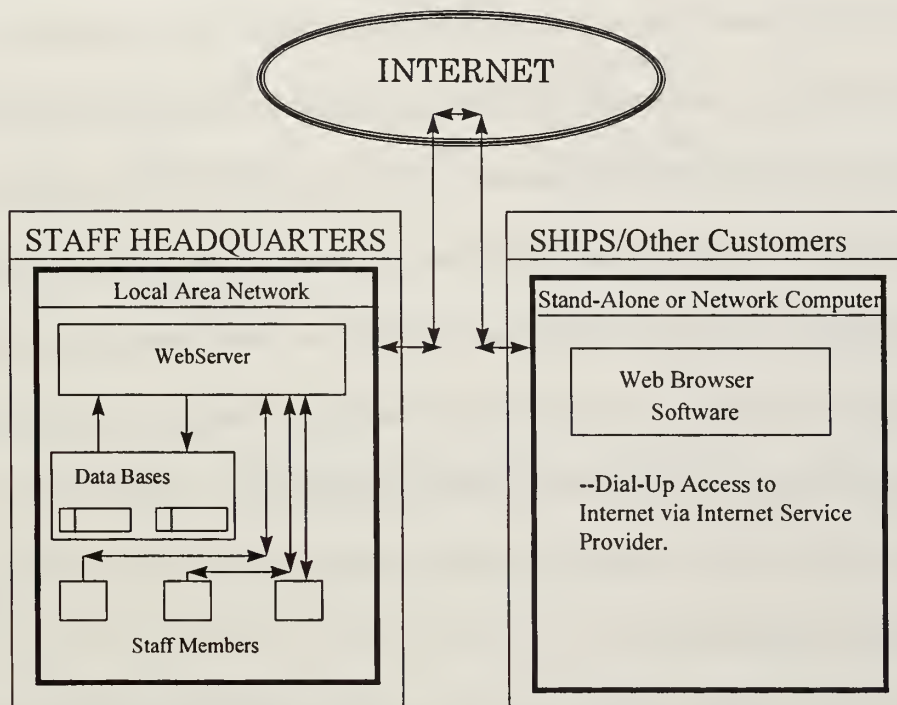 INTERNET
STAFF HEADQUARTERS
Local Area Network
WebServer
Data Bases
Staff Members
SHIPS/Other Customers
Stand-Alone or Network Computer
Web Browser
Software
--Dial-Up Access to
Internet via Internet Service
Provider.